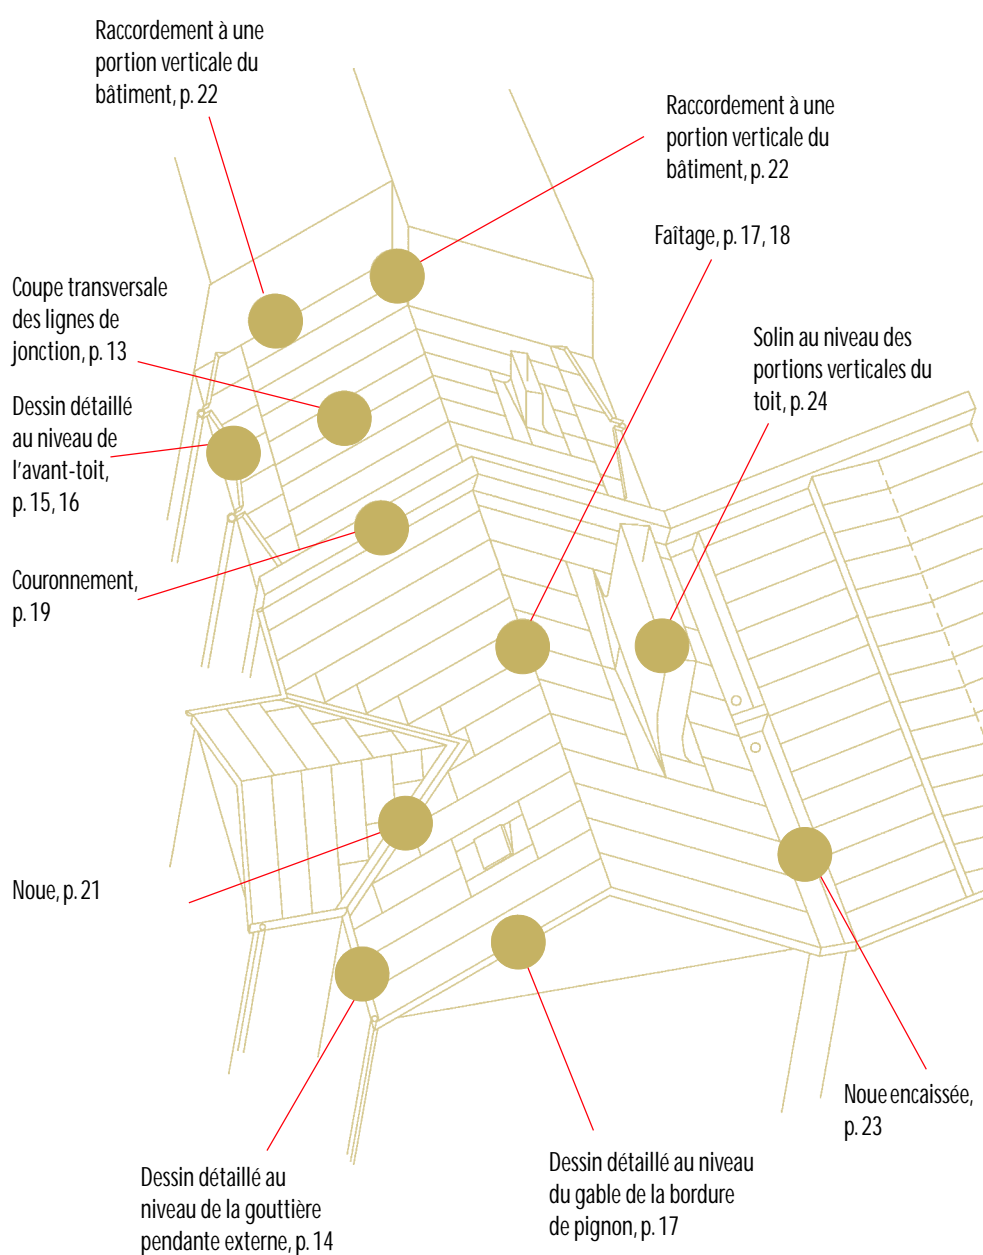 Raccordement à une
portion verticale du
bâtiment, p. 22
Raccordement à une
portion verticale du
bâtiment, p. 22
Faîtage, p. 17, 18
Coupe transversale
des lignes de
jonction, p. 13
Solin au niveau des
portions verticales du
toit, p. 24
Dessin détaillé
au niveau de
l'avant-toit,
p. 15, 16
Couronnement,
p. 19
Noue, p. 21
Noue encaissée,
p. 23
Dessin détaillé au
niveau de la gouttière
pendante externe, p. 14
Dessin détaillé au niveau
du gable de la bordure
de pignon, p. 17